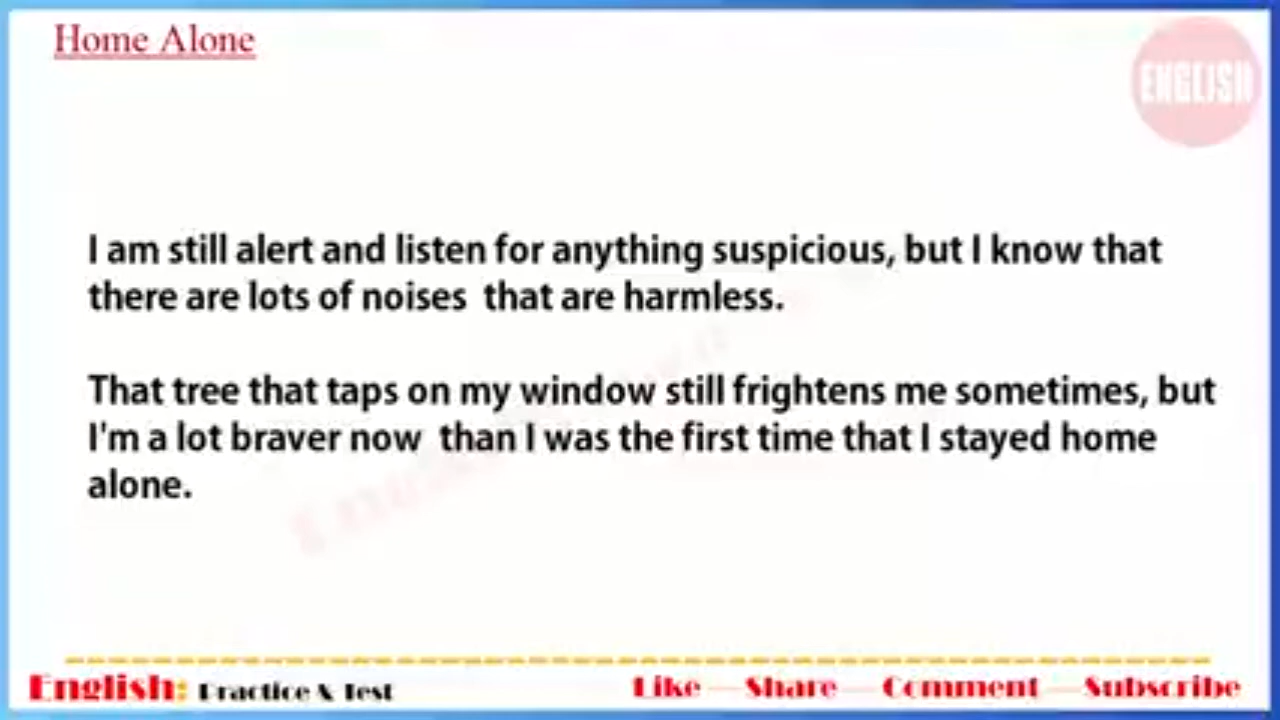 Home Alone
ENGLISH
I am still alert and listen for anything suspicious, but I know that
there are lots of noises  that are harmless.
That tree that taps on my window still frightens me sometimes, but
I'm a lot braver now  than I was the first time that I stayed home
alone.
English: Practice & Test
Like — Share — Comment — Subscribe